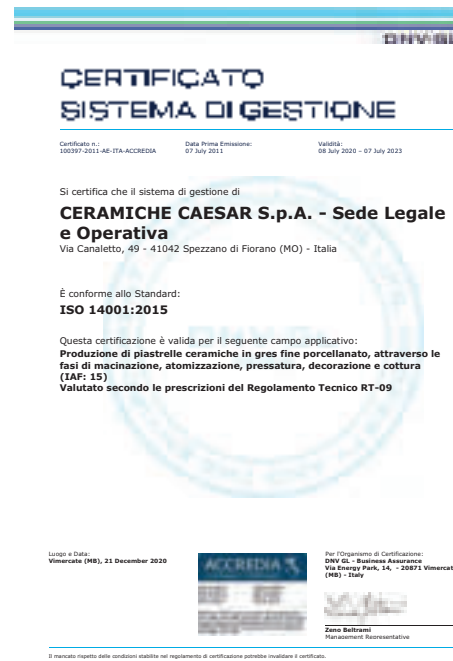 DNV·GL
CERTIFICATO
SISTEMA DI GESTIONE
Certificato n.:
100397-2011-AE-ITA-ACCREDIA
Data Prima Emissione:
07 July 2011
Validità:
08 July 2020 – 07 July 2023
Si certifica che il sistema di gestione di
CERAMICHE CAESAR S.p.A. - Sede Legale
e Operativa
Via Canaletto, 49 - 41042 Spezzano di Fiorano (MO) - Italia
È conforme allo Standard:
ISO 14001:2015
Questa certificazione è valida per il seguente campo applicativo:
Produzione di piastrelle ceramiche in gres fine porcellanato, attraverso le
fasi di macinazione, atomizzazione, pressatura, decorazione e cottura
(IAF: 15)
Valutato secondo le prescrizioni del Regolamento Tecnico RT-09
Luogo e Data:
Vimercate (MB), 21 December 2020
ACCREDIA
Per l'Organismo di Certificazione:
DNV GL - Business Assurance
Via Energy Park, 14, - 20871 Vimercat
(MB) - Italy
Zeno Beltrami
Management Representative
Il mancato rispetto delle condizioni stabilite nel regolamento di certificazione potrebbe invalidare il certificato.